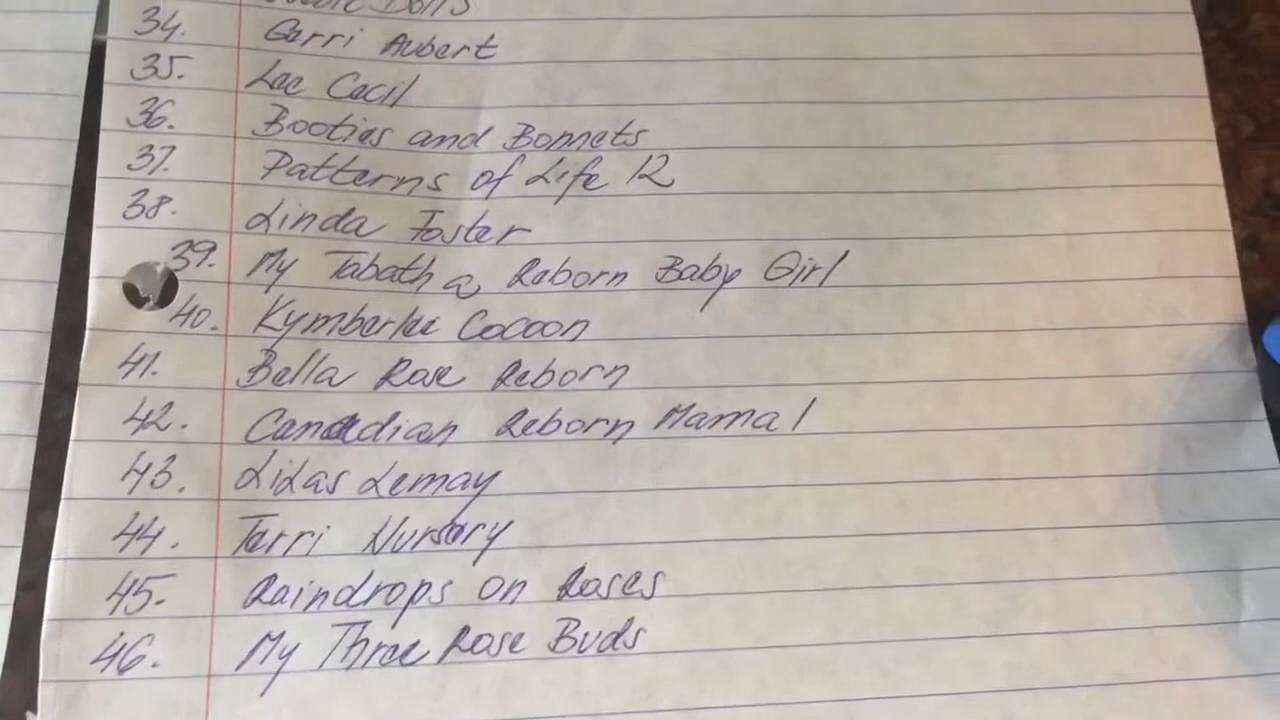 Dolls
34. Gerri Aubert
35. Lee Cecil
36. Booties and Bonnets
37. Patterns of Life 12
38. Linda Foster
39. My Tabatha Reborn Baby Girl
40. Kymberlee Cocoon
41. Bella Rose Reborn
42. Canadian Reborn Mama 1
43. Lilas Lemay
44. Terri Nursery
45. Raindrops on Roses
46. My Three Rose Buds